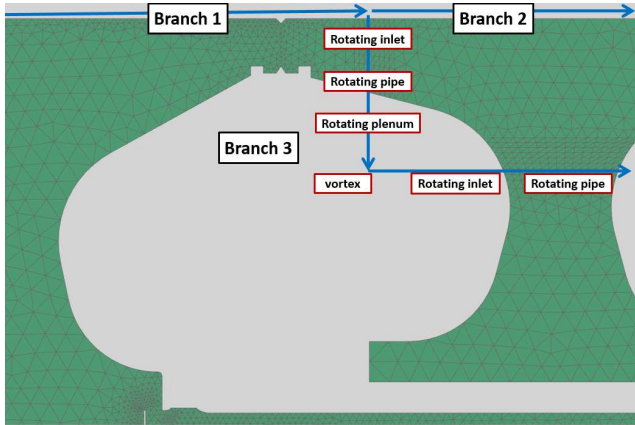 Branch 1
Branch 2
Rotating inlet
Rotating pipe
Rotating plenum
Branch 3
vortex
Rotating inlet
Rotating pipe